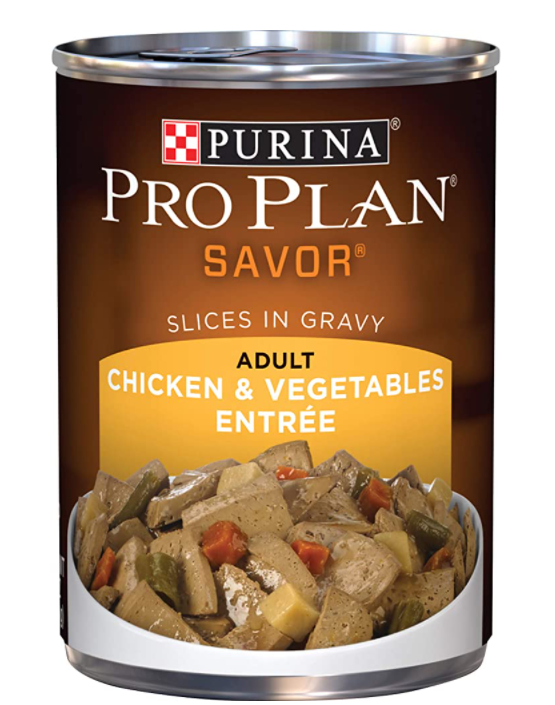 PURINA®
PRO PLAN®
SAVOR®
SLICES IN GRAVY
ADULT
CHICKEN & VEGETABLES
ENTRÉE